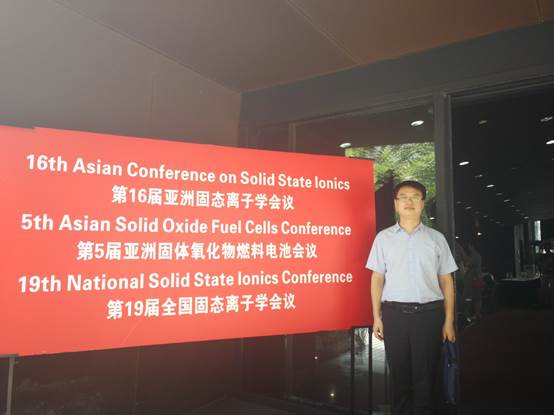 16th Asian Conference on Solid State Ionics
第16届亚洲固态离子学会议
5th Asian Solid Oxide Fuel Cells Conference
第5届亚洲固体氧化物燃料电池会议
19th National Solid State Ionics Conference
第19届全国固态离子学会议